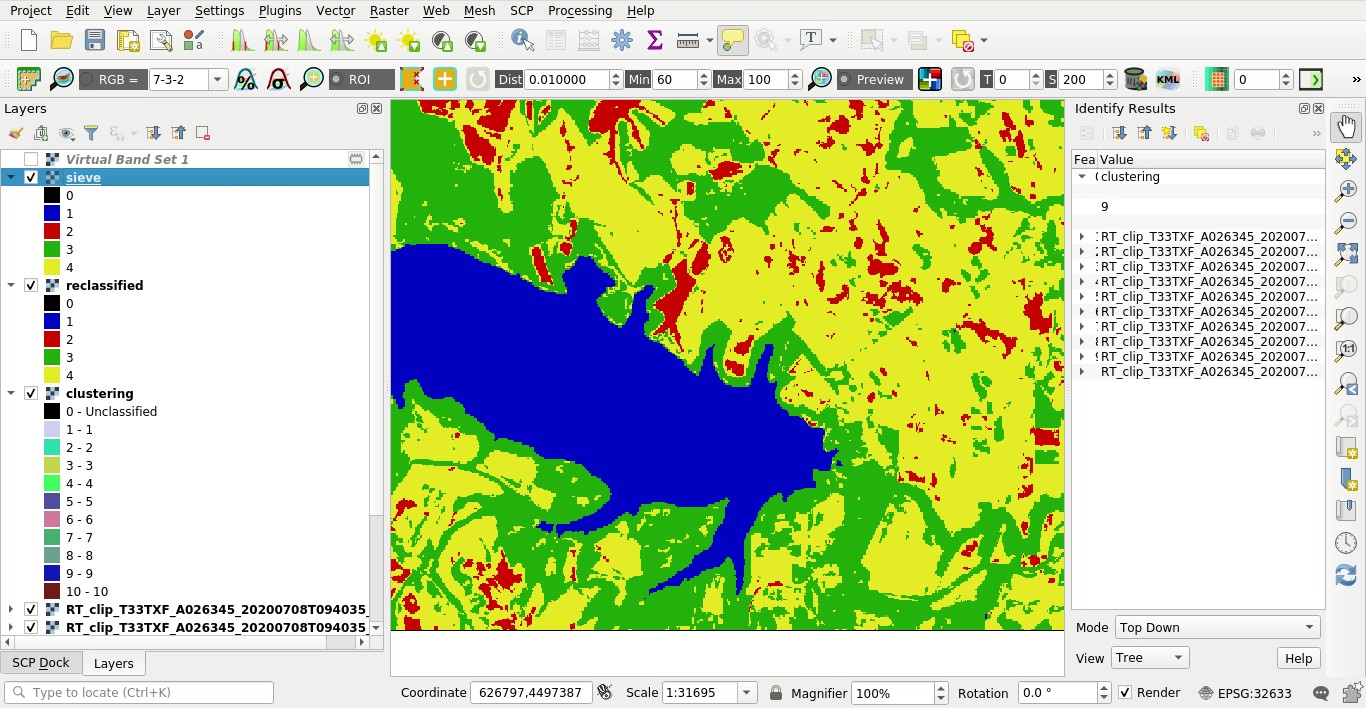 Project Edit View Layer Settings Plugins Vector Raster Web Mesh SCP Processing Help
RGB = 7-3-2 ROI Dist 0.010000 Min 60 Max 100 Preview T 0 S 200 KML 0 »
Layers
Virtual Band Set 1
sieve
0
1
2
3
4
reclassified
0
1
2
3
4
clustering
0 - Unclassified
1 - 1
2 - 2
3 - 3
4 - 4
5 - 5
6 - 6
7 - 7
8 - 8
9 - 9
10 - 10
RT_clip_T33TXF_A026345_20200708T094035_
RT_clip_T33TXF_A026345_20200708T094035_
SCP Dock Layers
Identify Results
»
Fea Value
clustering
9
RT_clip_T33TXF_A026345_202007...
RT_clip_T33TXF_A026345_202007...
RT_clip_T33TXF_A026345_202007...
RT_clip_T33TXF_A026345_202007...
RT_clip_T33TXF_A026345_202007...
RT_clip_T33TXF_A026345_202007...
RT_clip_T33TXF_A026345_202007...
RT_clip_T33TXF_A026345_202007...
RT_clip_T33TXF_A026345_202007...
RT_clip_T33TXF_A026345_202007...
Mode Top Down
View Tree Help
1:1
Type to locate (Ctrl+K) Coordinate 626797,4497387 Scale 1:31695 Magnifier 100% Rotation 0.0 ° Render EPSG:32633